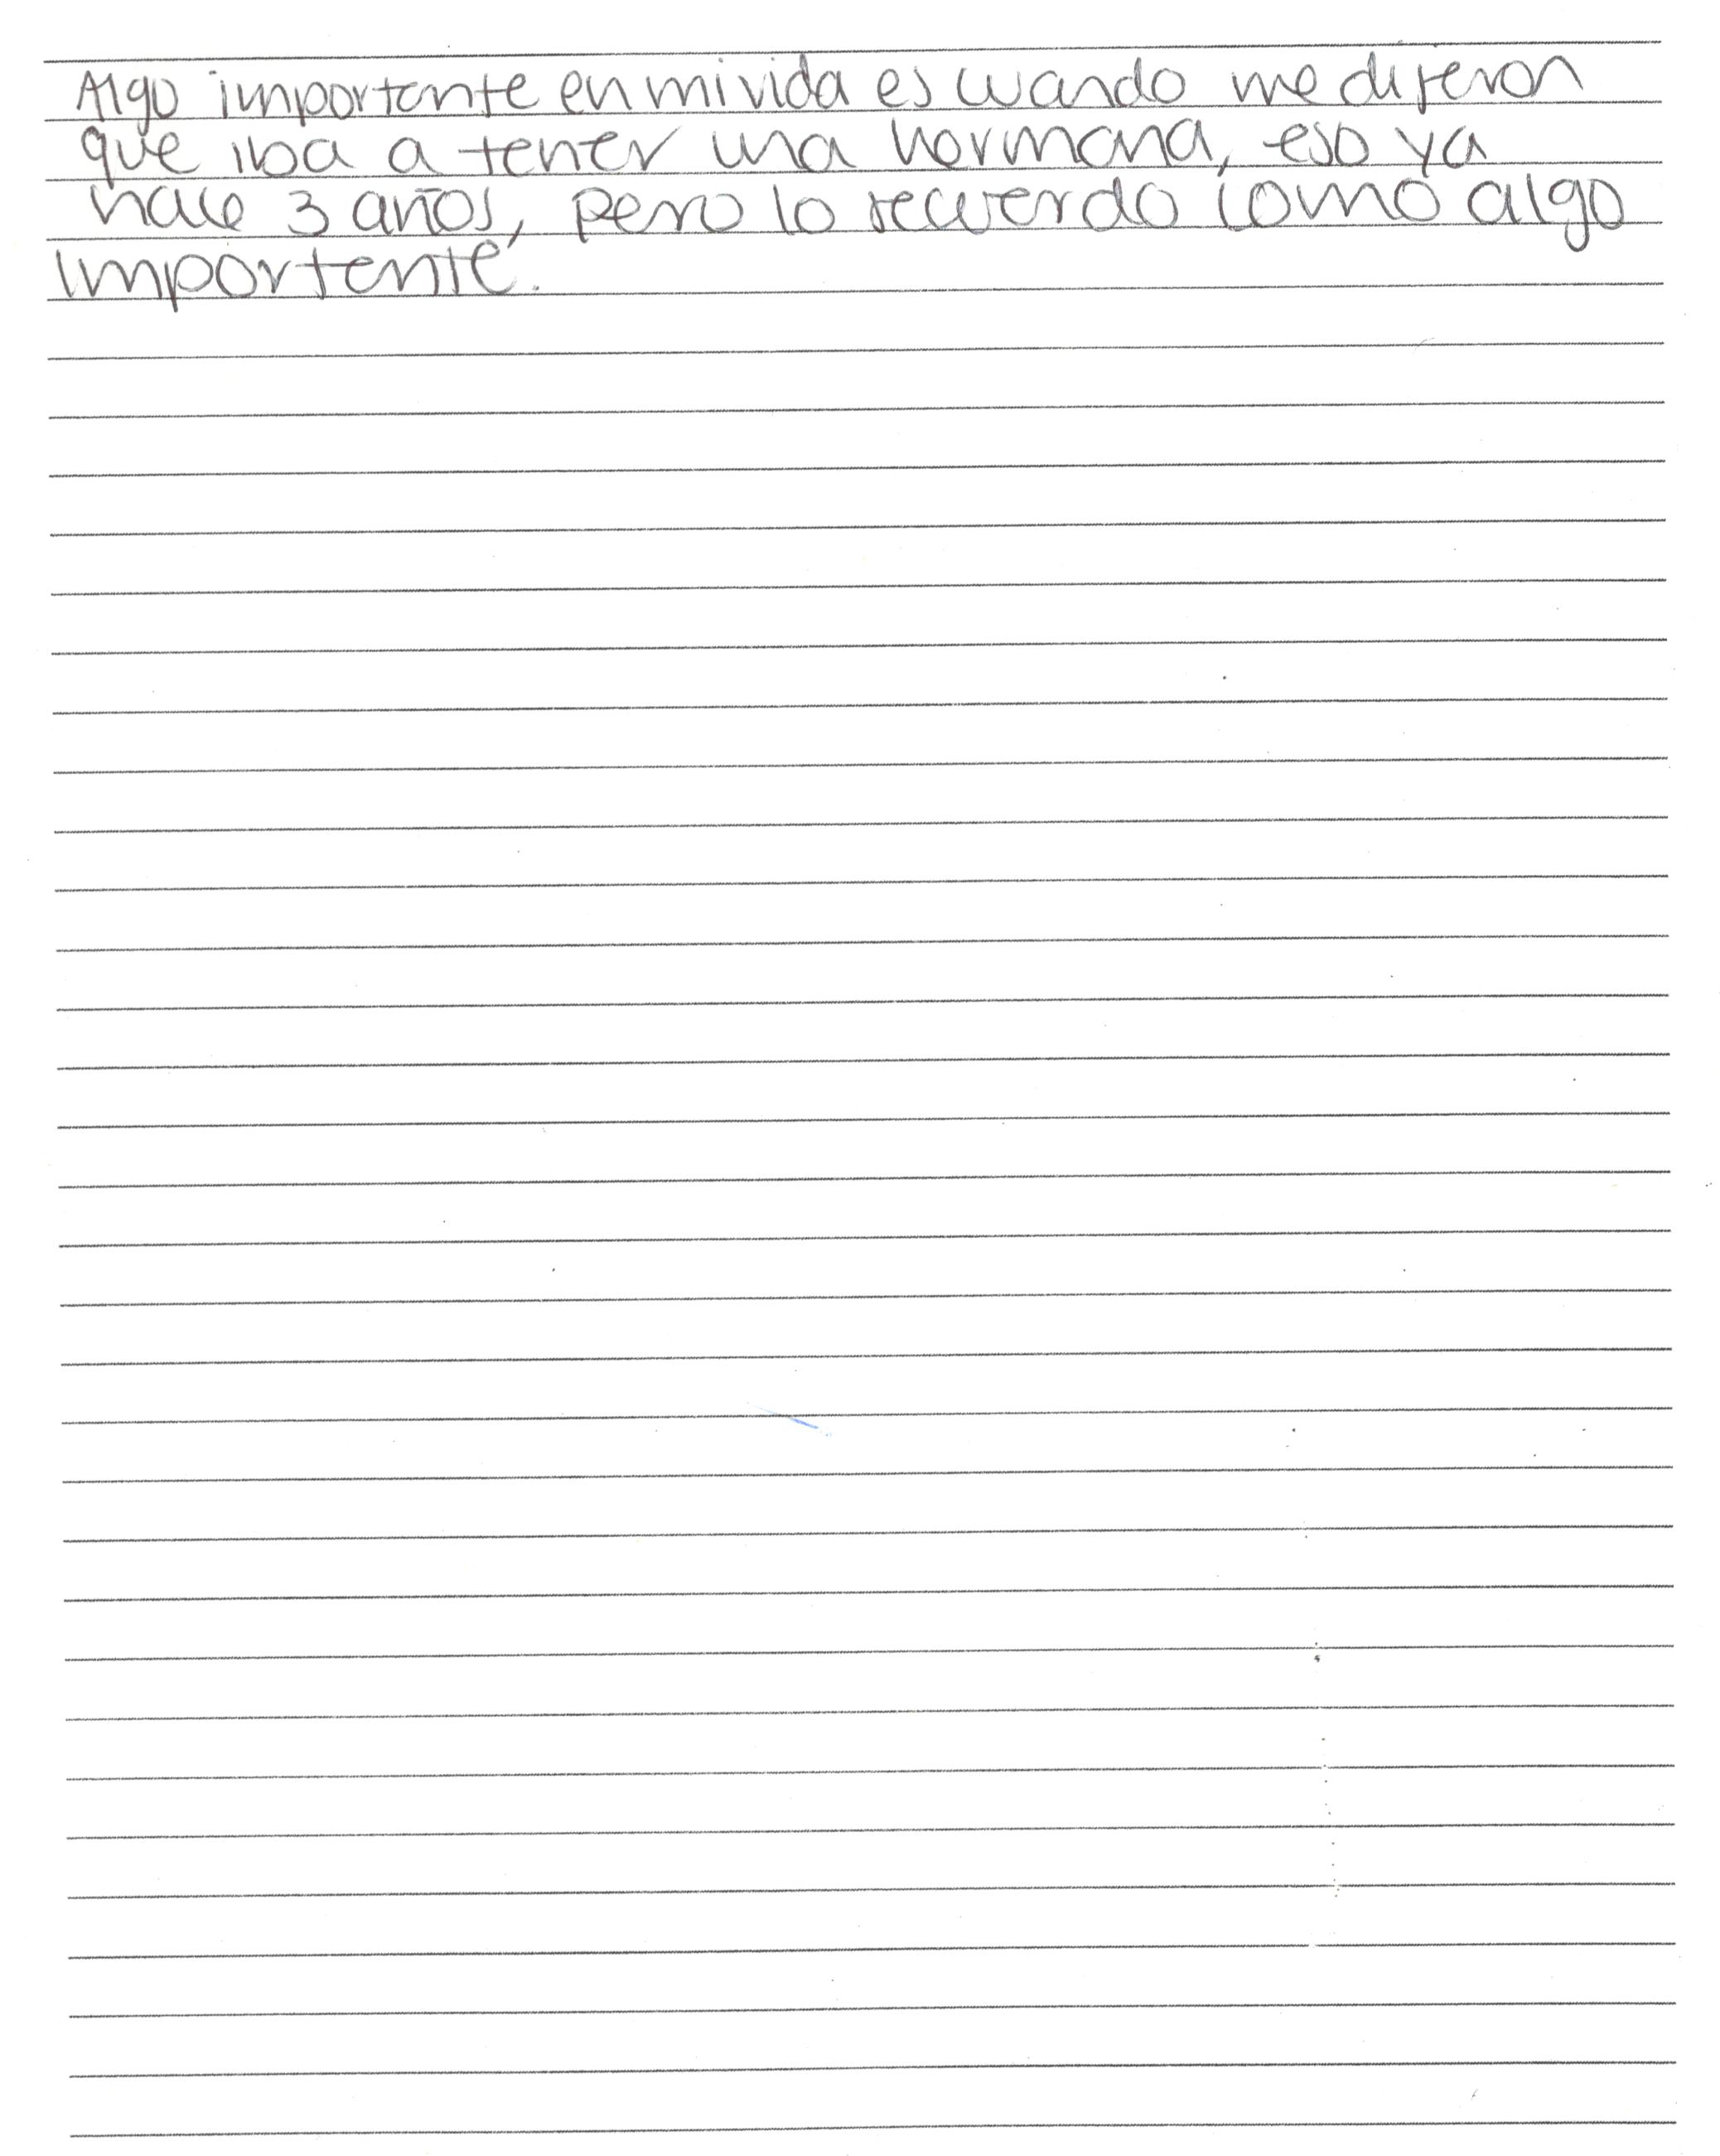 Algo importante en mi vida es cuando me dijeron
que iba a tener una hermana, eso ya
hace 3 años, pero lo recuerdo como algo
importente.